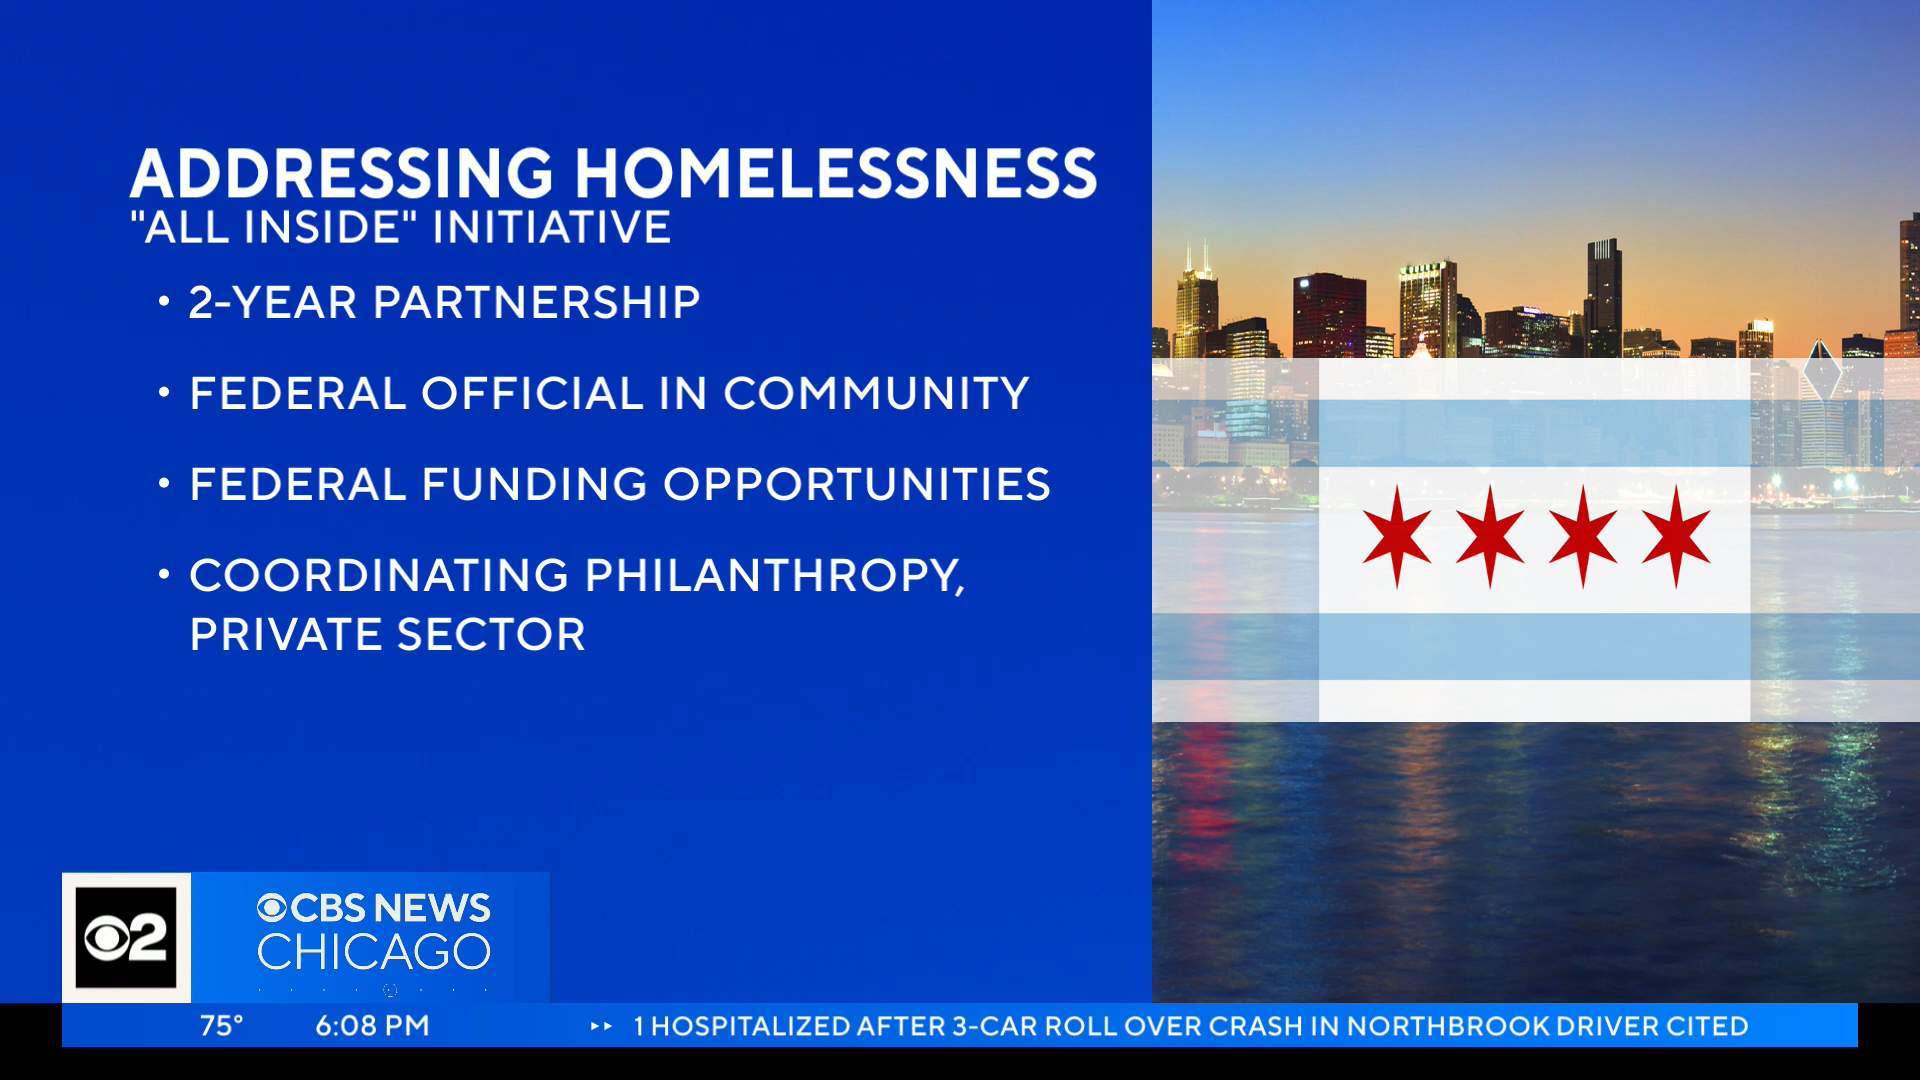 ADDRESSING HOMELESSNESS
"ALL INSIDE" INITIATIVE
• 2-YEAR PARTNERSHIP
• FEDERAL OFFICIAL IN COMMUNITY
• FEDERAL FUNDING OPPORTUNITIES
• COORDINATING PHILANTHROPY,
PRIVATE SECTOR
2
CBS NEWS
CHICAGO
75° 6:08 PM 1 HOSPITALIZED AFTER 3-CAR ROLL OVER CRASH IN NORTHBROOK DRIVER CITED